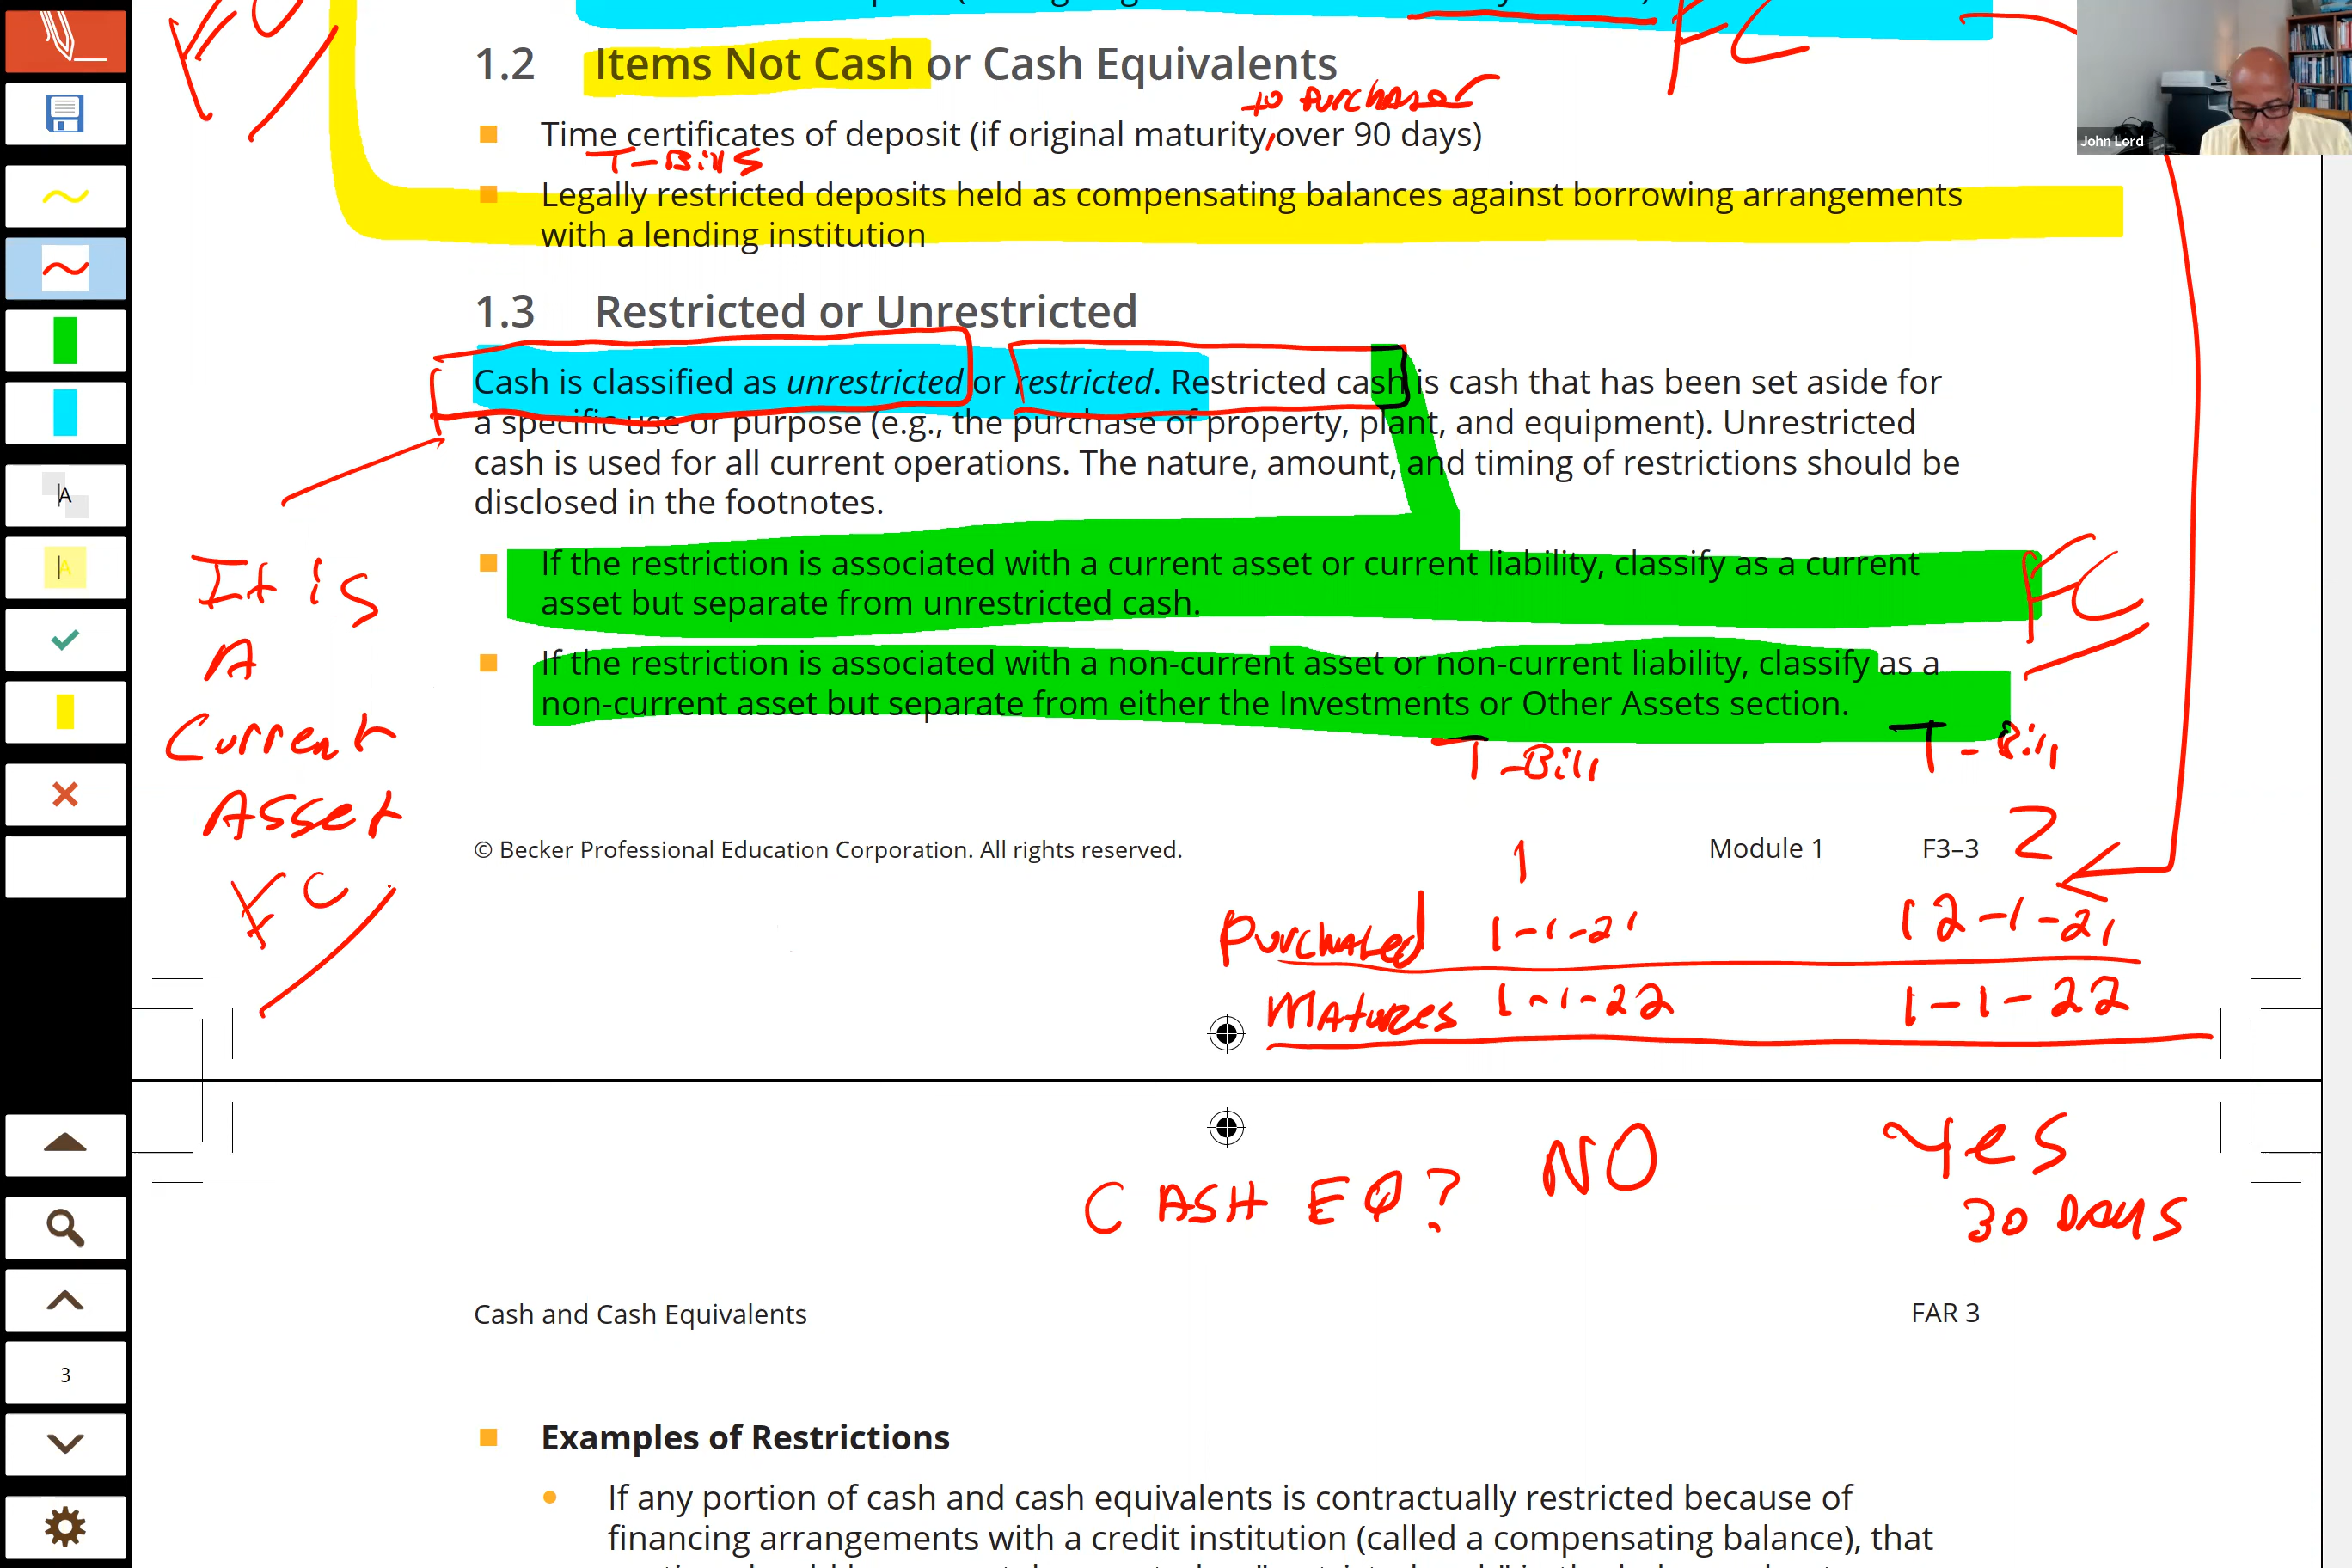 FC
1.2 Items Not Cash or Cash Equivalents
to Purchaser
Time certificates of deposit (if original maturity, over 90 days)
T-Bills
Legally restricted deposits held as compensating balances against borrowing arrangements
with a lending institution
John Lord
1.3 Restricted or Unrestricted
Cash is classified as unrestricted or restricted. Restricted cash is cash that has been set aside for
a specific use or purpose (e.g., the purchase of property, plant, and equipment). Unrestricted
cash is used for all current operations. The nature, amount, and timing of restrictions should be
disclosed in the footnotes.
If the restriction is associated with a current asset or current liability, classify as a current
asset but separate from unrestricted cash.
FC
If the restriction is associated with a non-current asset or non-current liability, classify as a
non-current asset but separate from either the Investments or Other Assets section.
It is
A
Current
Asset
FC
T-Bill T-Bill
1 2
© Becker Professional Education Corporation. All rights reserved. Module 1 F3–3
Purchased 1-1-21 12-1-21
Matures 1-1-22 1-1-22
CASH EQ? NO Yes
30 DAYS
Cash and Cash Equivalents FAR 3
3
Examples of Restrictions
If any portion of cash and cash equivalents is contractually restricted because of
financing arrangements with a credit institution (called a compensating balance), that